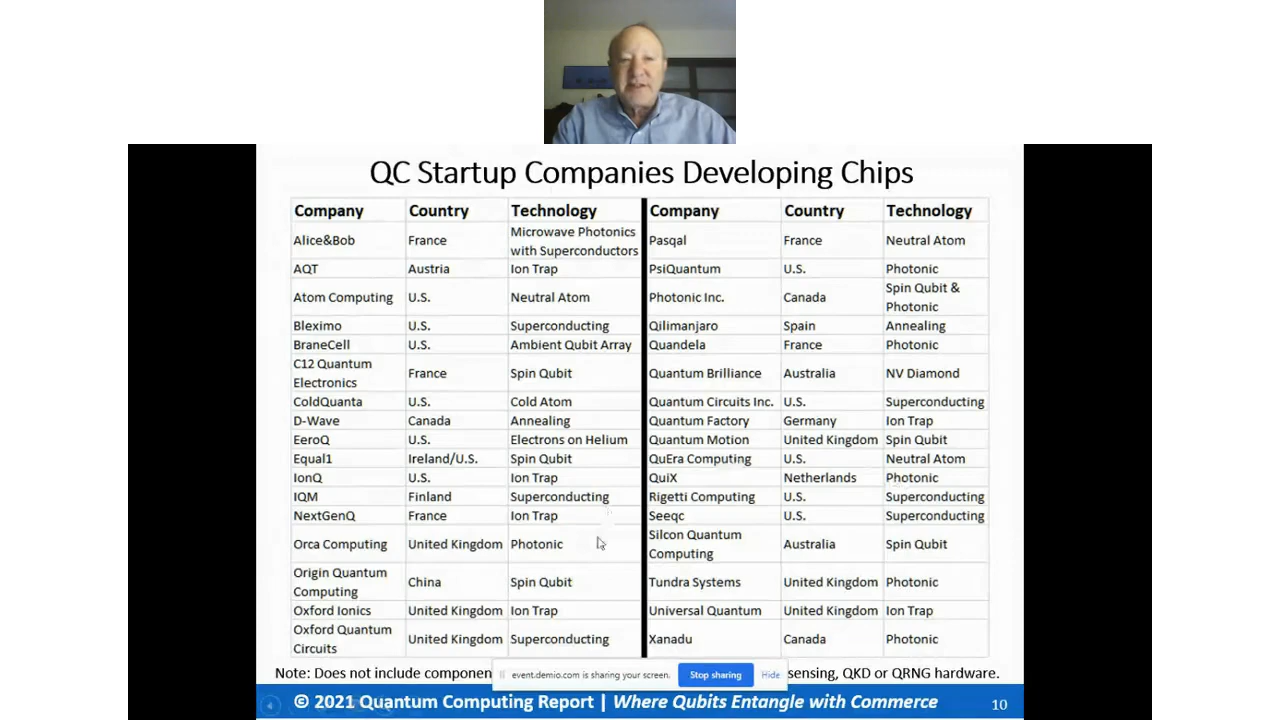 QC Startup Companies Developing Chips
Company Country Technology Company Country Technology
Alice&Bob France Microwave Photonics with Superconductors Pasqal France Neutral Atom
AQT Austria Ion Trap PsiQuantum U.S. Photonic
Atom Computing U.S. Neutral Atom Photonic Inc. Canada Spin Qubit & Photonic
Bleximo U.S. Superconducting Qilimanjaro Spain Annealing
BraneCell U.S. Ambient Qubit Array Quandela France Photonic
C12 Quantum Electronics France Spin Qubit Quantum Brilliance Australia NV Diamond
ColdQuanta U.S. Cold Atom Quantum Circuits Inc. U.S. Superconducting
D-Wave Canada Annealing Quantum Factory Germany Ion Trap
EeroQ U.S. Electrons on Helium Quantum Motion United Kingdom Spin Qubit
Equal1 Ireland/U.S. Spin Qubit QuEra Computing U.S. Neutral Atom
IonQ U.S. Ion Trap QuiX Netherlands Photonic
IQM Finland Superconducting Rigetti Computing U.S. Superconducting
NextGenQ France Ion Trap Seeqc U.S. Superconducting
Orca Computing United Kingdom Photonic Silcon Quantum Computing Australia Spin Qubit
Origin Quantum Computing China Spin Qubit Tundra Systems United Kingdom Photonic
Oxford Ionics United Kingdom Ion Trap Universal Quantum United Kingdom Ion Trap
Oxford Quantum Circuits United Kingdom Superconducting Xanadu Canada Photonic
Note: Does not include componen sensing, QKD or QRNG hardware.
event.demio.com is sharing your screen. Stop sharing Hide
© 2021 Quantum Computing Report | Where Qubits Entangle with Commerce 10